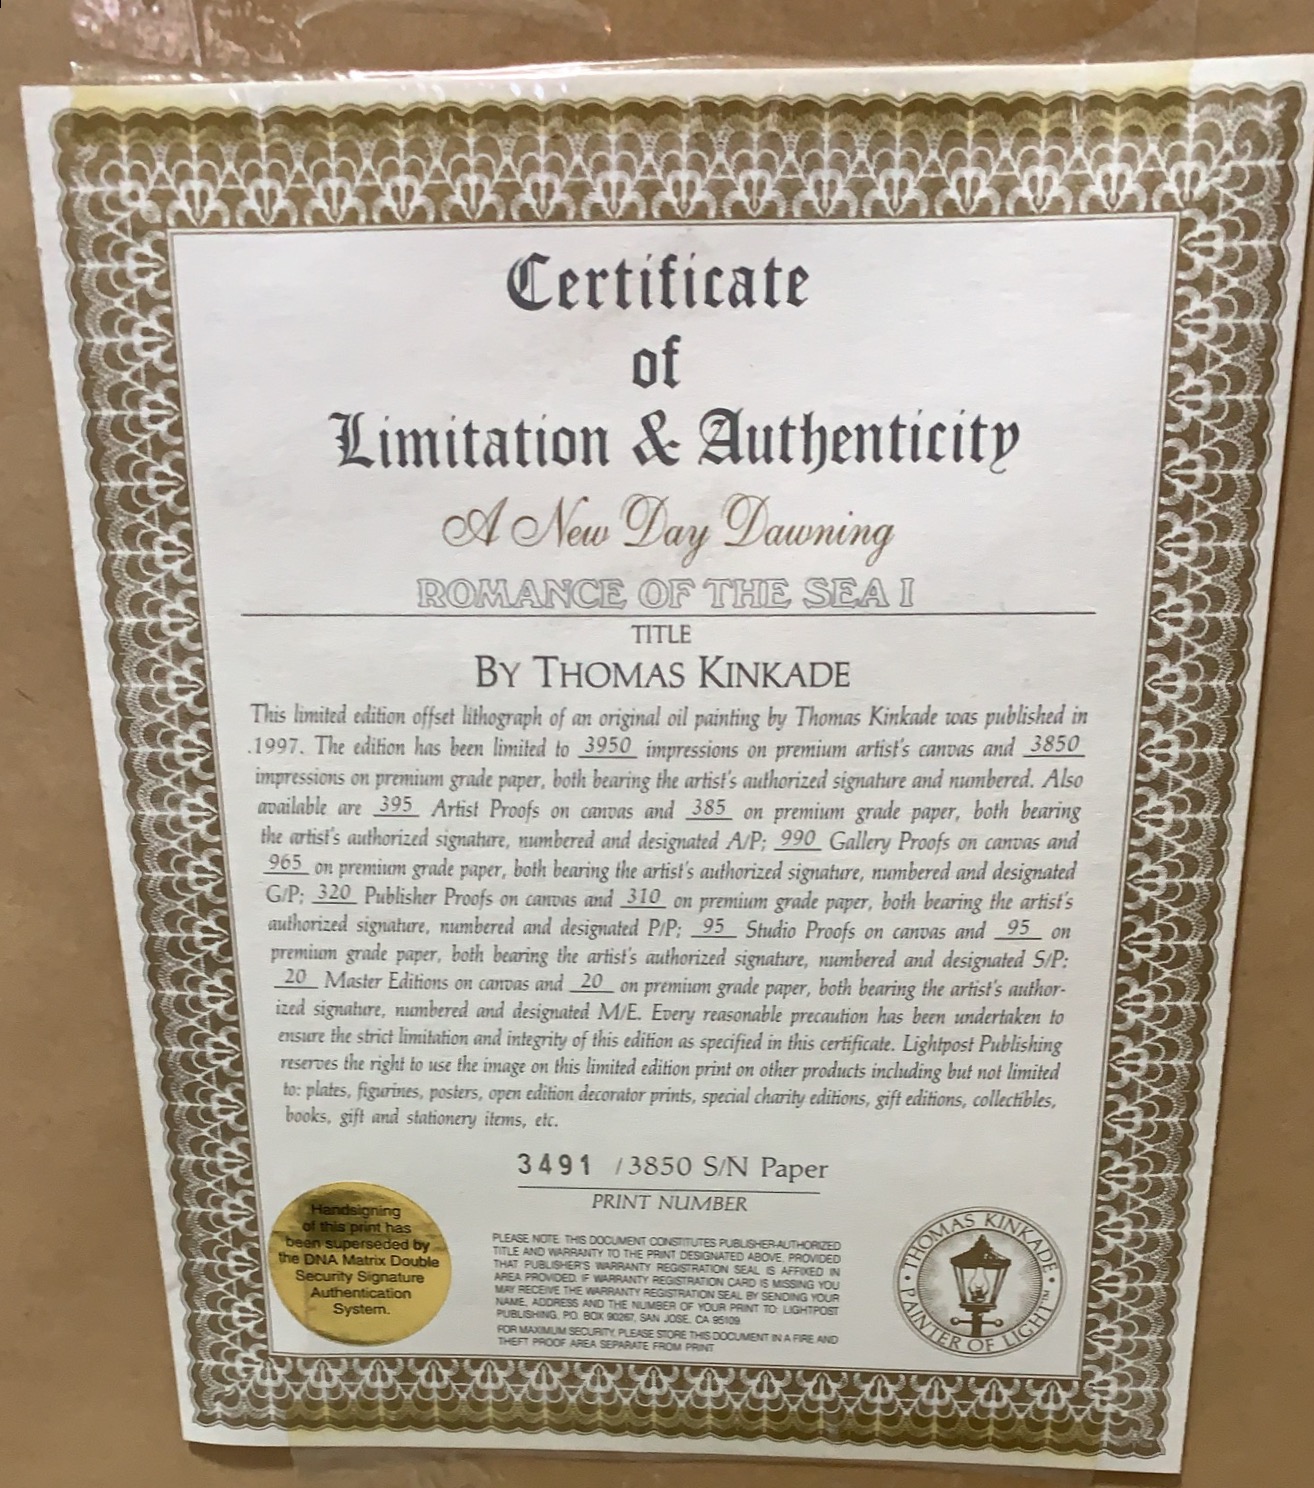 Certificate
of
Limitation & Authenticity
A New Day Dawning
ROMANCE OF THE SEA I
TITLE
BY THOMAS KINKADE
This limited edition offset lithograph of an original oil painting by Thomas Kinkade was published in
.1997. The edition has been limited to 3950 impressions on premium artist's canvas and 3850
impressions on premium grade paper, both bearing the artist's authorized signature and numbered. Also
available are 395 Artist Proofs on canvas and 385 on premium grade paper, both bearing
the artist's authorized signature, numbered and designated A/P; 990 Gallery Proofs on canvas and
965 on premium grade paper, both bearing the artist's authorized signature, numbered and designated
G/P; 320 Publisher Proofs on canvas and 310 on premium grade paper, both bearing the artist's
authorized signature, numbered and designated P/P; 95 Studio Proofs on canvas and 95 on
premium grade paper, both bearing the artist's authorized signature, numbered and designated S/P;
20 Master Editions on canvas and 20 on premium grade paper, both bearing the artist's author-
ized signature, numbered and designated M/E. Every reasonable precaution has been undertaken to
ensure the strict limitation and integrity of this edition as specified in this certificate. Lightpost Publishing
reserves the right to use the image on this limited edition print on other products including but not limited
to: plates, figurines, posters, open edition decorator prints, special charity editions, gift editions, collectibles,
books, gift and stationery items, etc.
3491 /3850 S/N Paper
PRINT NUMBER
Handsigning
of this print has
been superseded by
the DNA Matrix Double
Security Signature
Authentication
System.
PLEASE NOTE: THIS DOCUMENT CONSTITUTES PUBLISHER-AUTHORIZED
TITLE AND WARRANTY TO THE PRINT DESIGNATED ABOVE, PROVIDED
THAT PUBLISHER'S WARRANTY REGISTRATION SEAL IS AFFIXED IN
AREA PROVIDED. IF WARRANTY REGISTRATION CARD IS MISSING YOU
MAY RECEIVE THE WARRANTY REGISTRATION SEAL BY SENDING YOUR
NAME, ADDRESS AND THE NUMBER OF YOUR PRINT TO: LIGHTPOST
PUBLISHING, P.O. BOX 90267, SAN JOSE, CA 95109
FOR MAXIMUM SECURITY, PLEASE STORE THIS DOCUMENT IN A FIRE AND
THEFT PROOF AREA SEPARATE FROM PRINT
THOMAS KINKADE
PAINTER OF LIGHT™